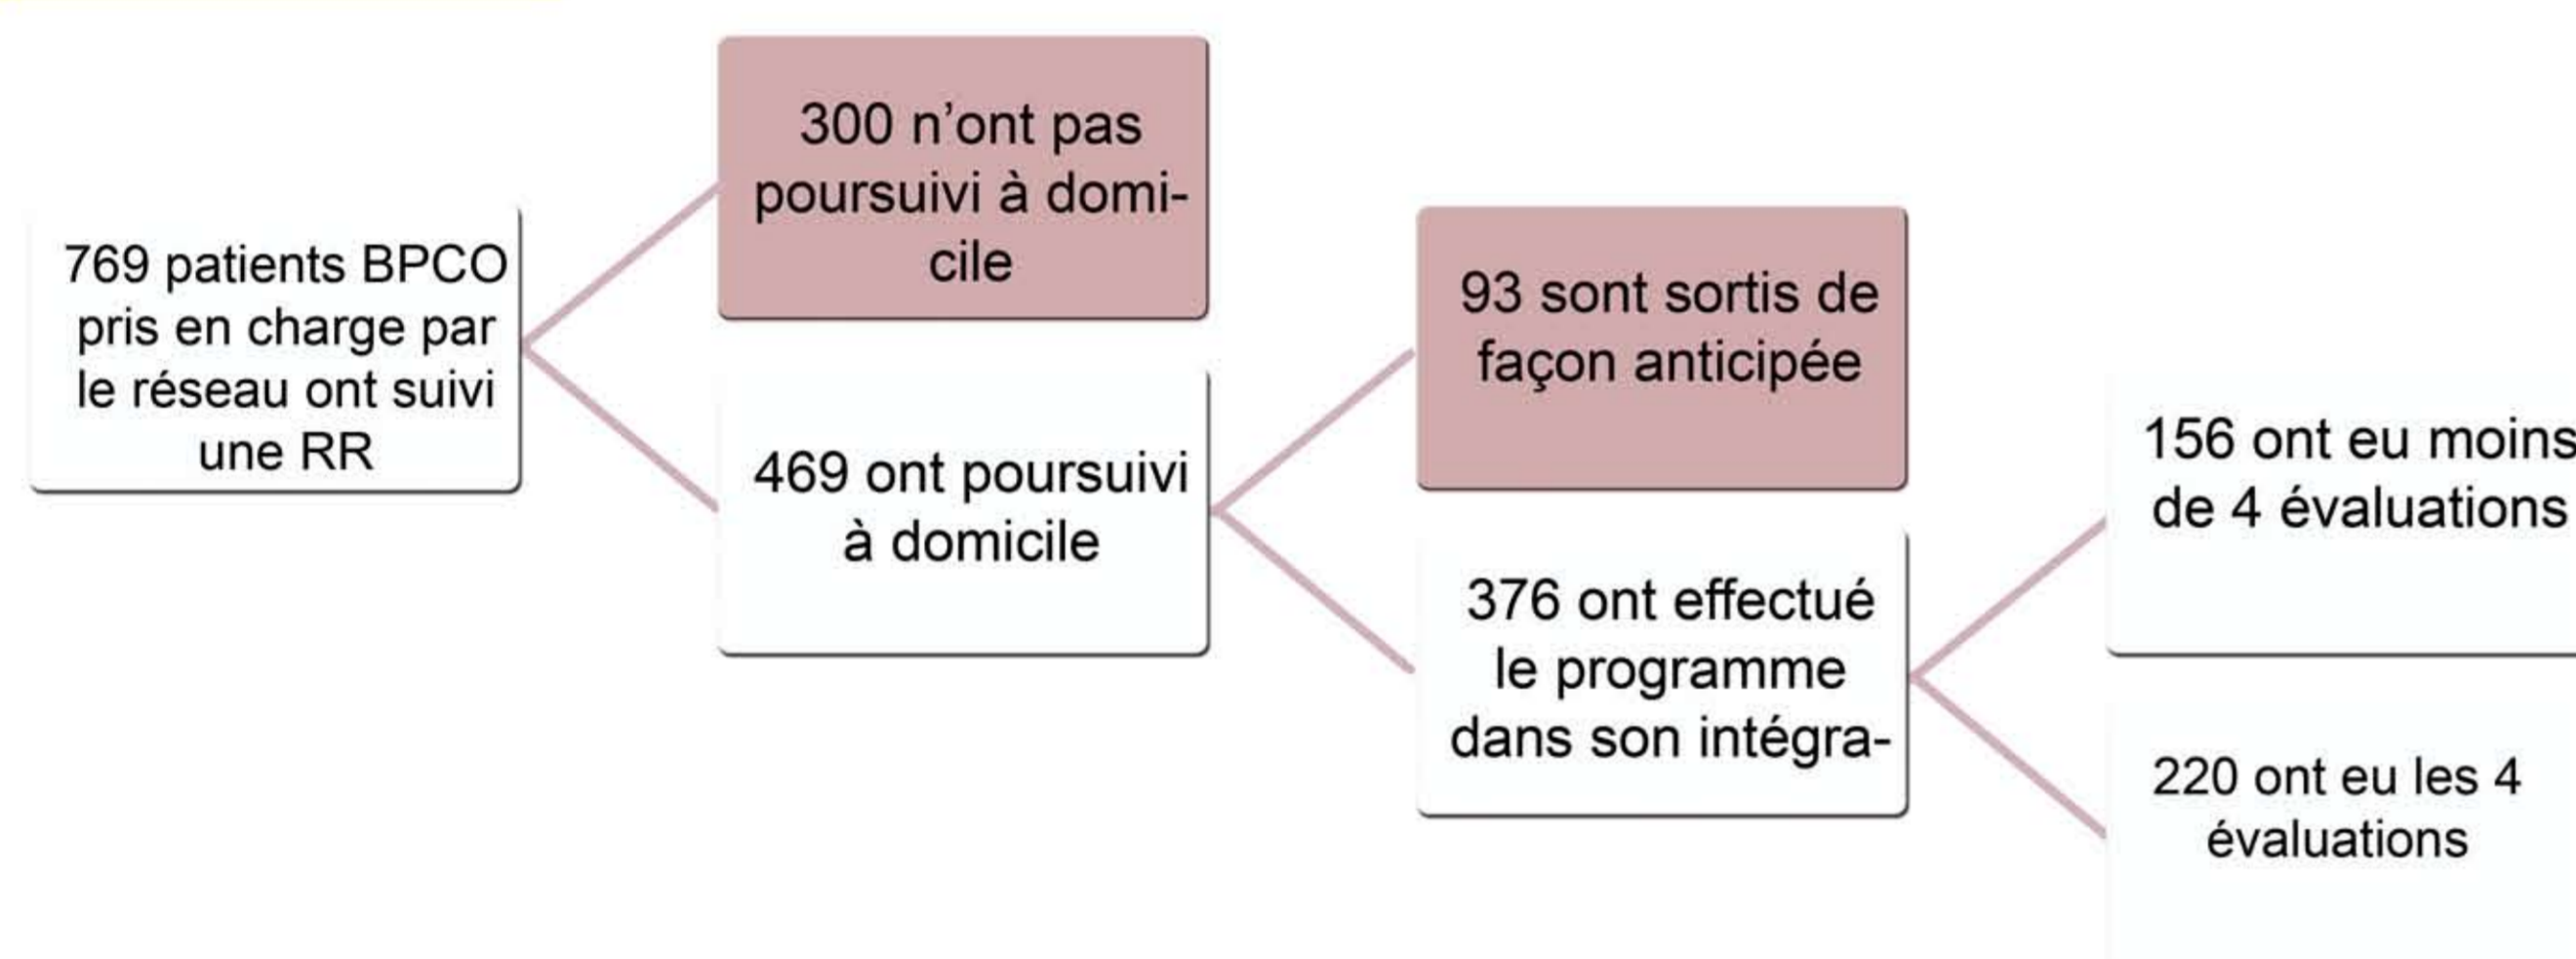 769 patients BPCO
pris en charge par
le réseau ont suivi
une RR
300 n’ont pas
poursuivi à domi-
cile
469 ont poursuivi
à domicile
93 sont sortis de
façon anticipée
376 ont effectué
le programme
dans son intégra-
156 ont eu moins
de 4 évaluations
220 ont eu les 4
évaluations